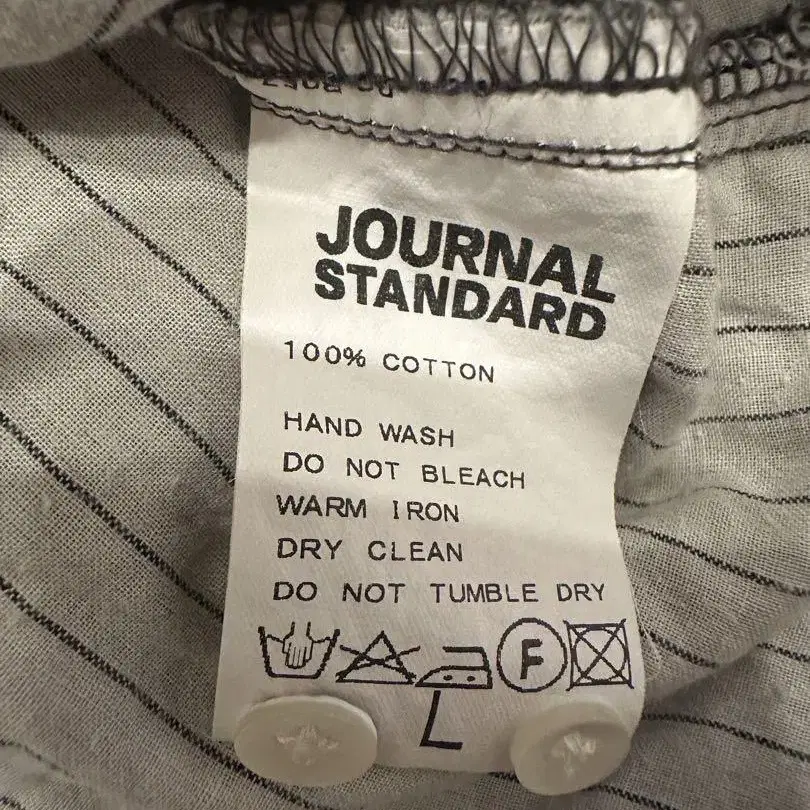 JOURNAL
STANDARD
100% COTTON
HAND WASH
DO NOT BLEACH
WARM IRON
DRY CLEAN
DO NOT TUMBLE DRY
F
L